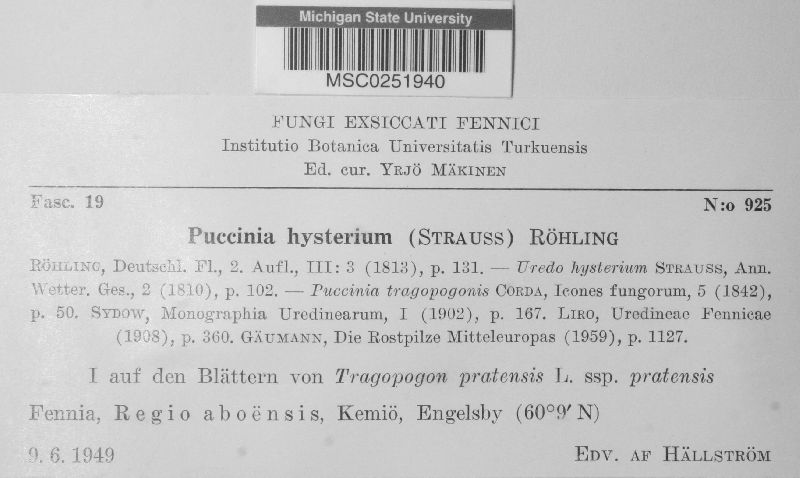 Michigan State University
MSC0251940
FUNGI EXSICCATI FENNICI
Institutio Botanica Universitatis Turkuensis
Ed. cur. YRJÖ MÄKINEN
Fasc. 19 N:o 925
Puccinia hysterium (STRAUSS) RÖHLING
RÖHLING, Deutschl. Fl., 2. Aufl., III: 3 (1813), p. 131. — Uredo hysterium STRAUSS, Ann.
Wetter. Ges., 2 (1810), p. 102. — Puccinia tragopogonis CORDA, Icones fungorum, 5 (1842),
p. 50. SYDOW, Monographia Uredinearum, I (1902), p. 167. LIRO, Uredineae Fennicae
(1908), p. 360. GÄUMANN, Die Rostpilze Mitteleuropas (1959), p. 1127.
I auf den Blättern von Tragopogon pratensis L. ssp. pratensis
Fennia, Regio aboënsis, Kemiö, Engelsby (60°9′ N)
9. 6. 1949 EDV. AF HÄLLSTRÖM